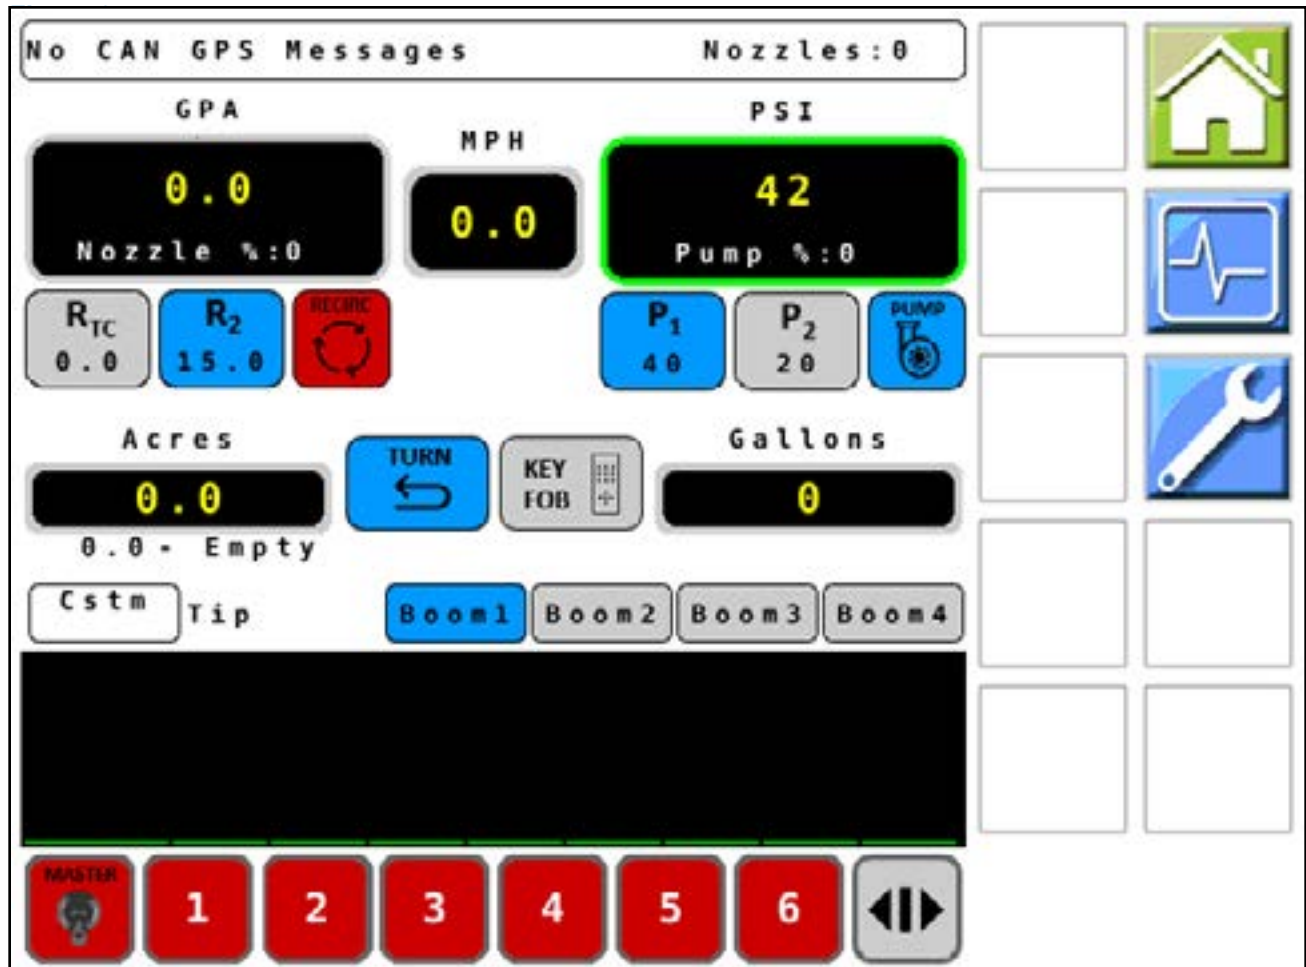 No CAN GPS Messages Nozzles:0
GPA MPH PSI
0.0
Nozzle %:0
0.0
42
Pump %:0
RTC
0.0
R2
15.0
RECIRC
P1
40
P2
20
PUMP
Acres
0.0
0.0- Empty
TURN
KEY
FOB
Gallons
0
Cstm Tip Boom1 Boom2 Boom3 Boom4
MASTER 1 2 3 4 5 6